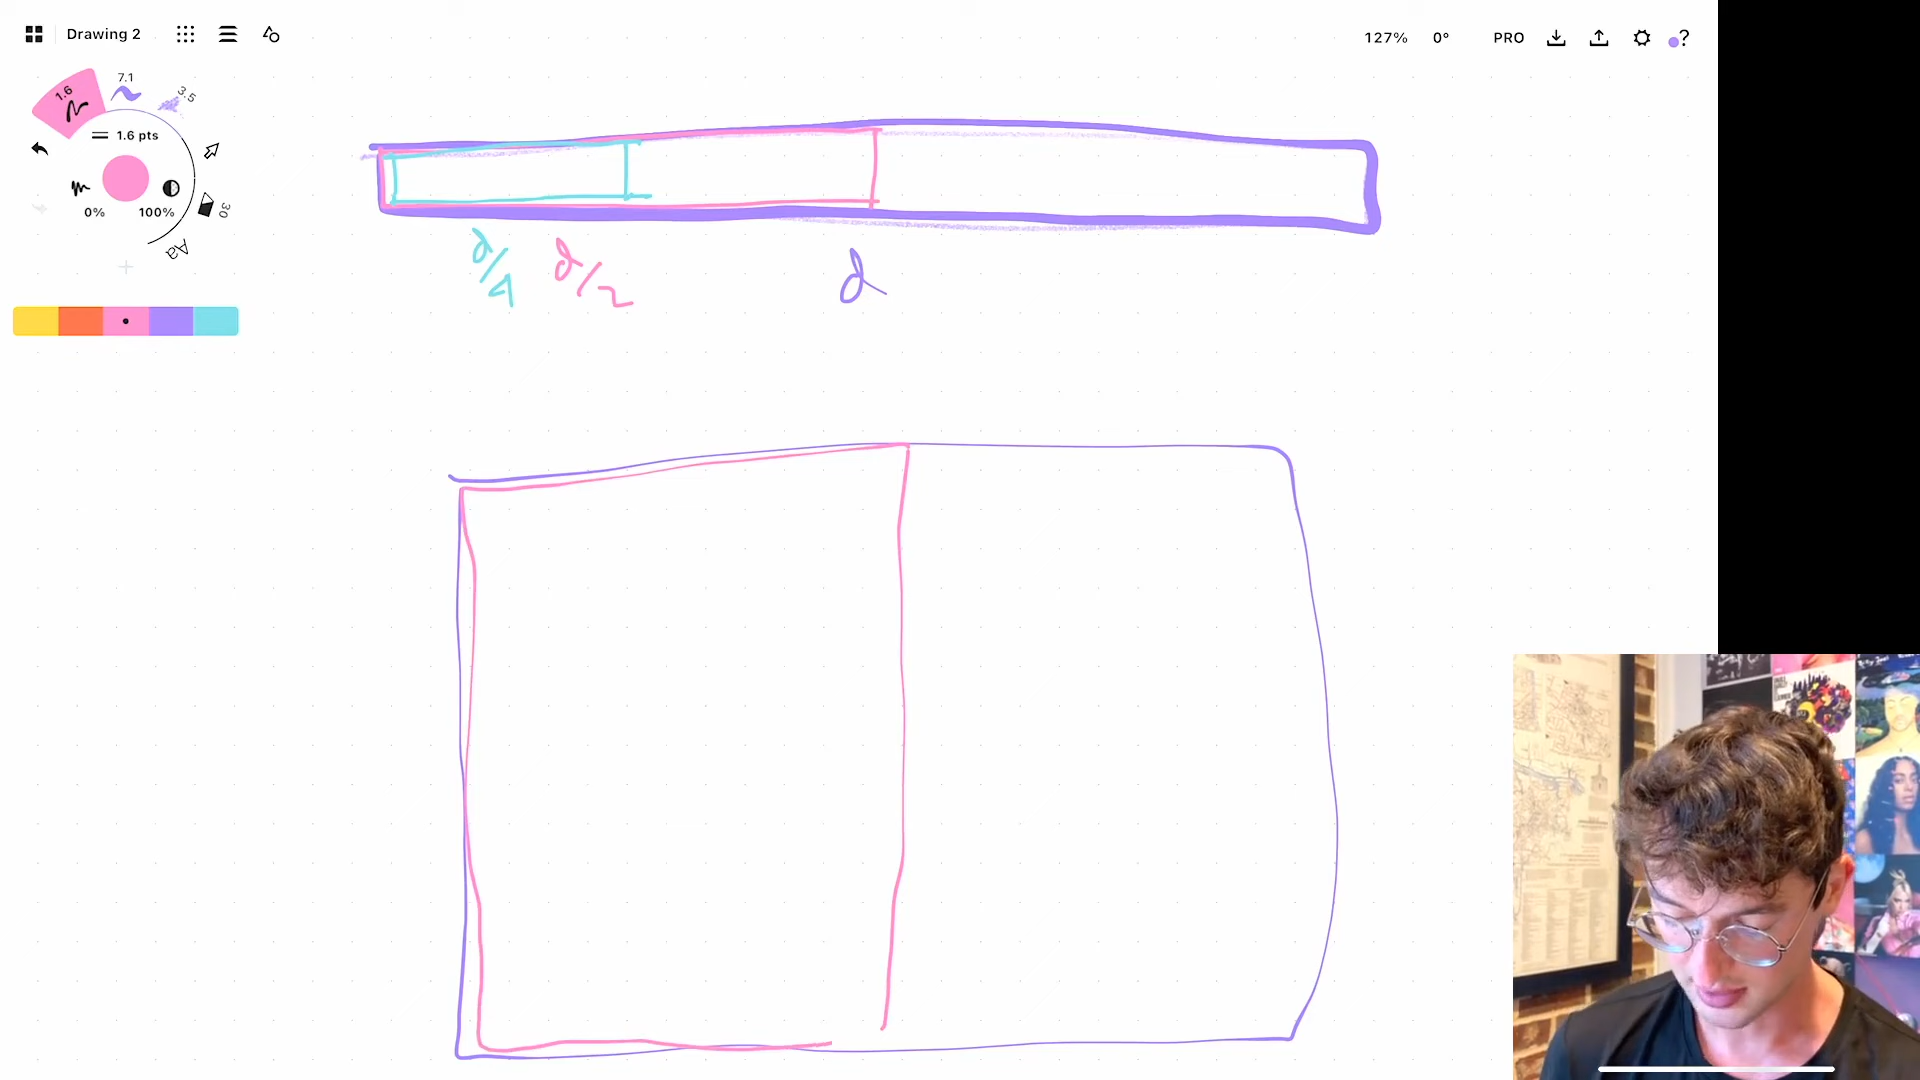 Drawing 2
127% 0° PRO ?
7.1
1.6 3.5
1.6 pts
0% 100% 30
Aa
d/4 d/2 d